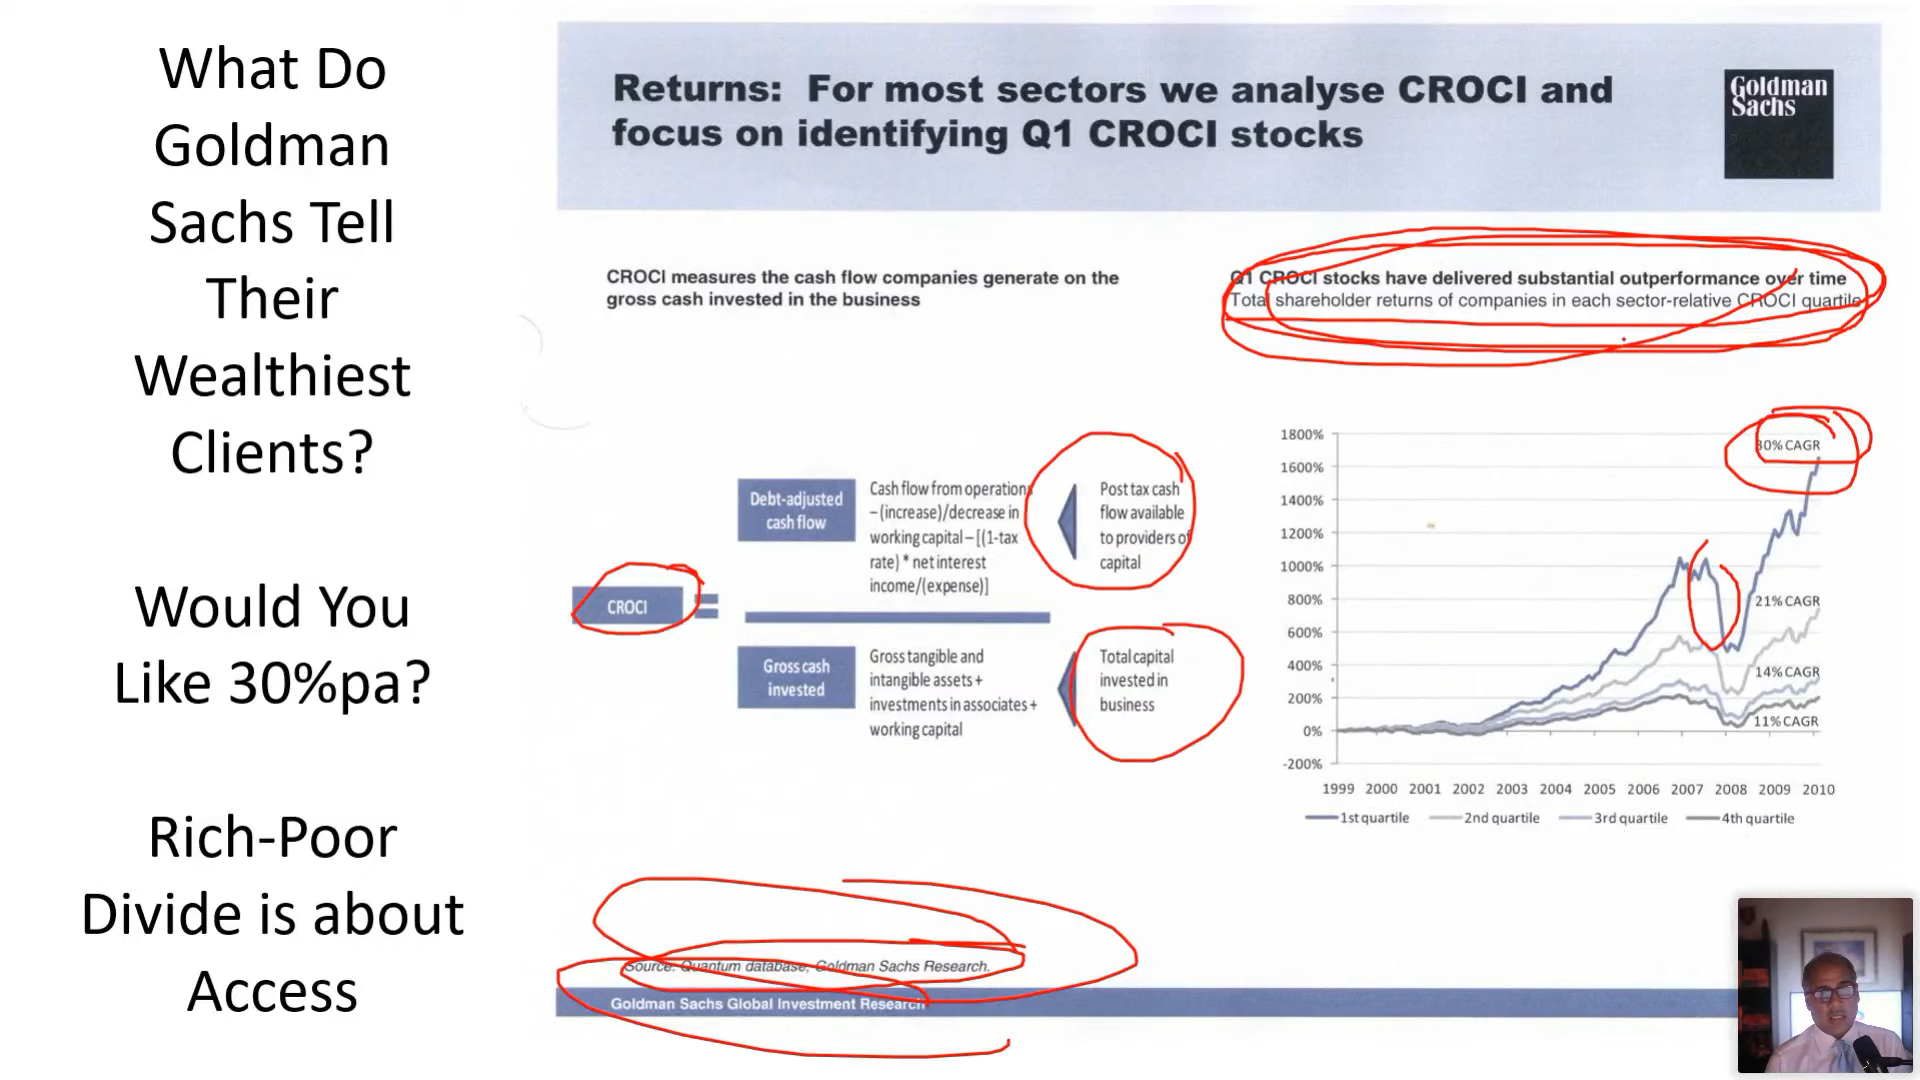 What Do
Goldman
Sachs Tell
Their
Wealthiest
Clients?
Would You
Like 30%pa?
Rich-Poor
Divide is about
Access
Returns: For most sectors we analyse CROCI and
focus on identifying Q1 CROCI stocks
Goldman
Sachs
CROCI measures the cash flow companies generate on the
gross cash invested in the business
Q1 CROCI stocks have delivered substantial outperformance over time
Total shareholder returns of companies in each sector-relative CROCI quartile
CROCI
=
Debt-adjusted
cash flow
Cash flow from operations
– (increase)/decrease in
working capital – [(1-tax
rate) * net interest
income/(expense)]
Post tax cash
flow available
to providers of
capital
Gross cash
invested
Gross tangible and
intangible assets +
investments in associates +
working capital
Total capital
invested in
business
1800%
1600%
1400%
1200%
1000%
800%
600%
400%
200%
0%
-200%
30% CAGR
21% CAGR
14% CAGR
11% CAGR
1999 2000 2001 2002 2003 2004 2005 2006 2007 2008 2009 2010
1st quartile 2nd quartile 3rd quartile 4th quartile
Source: Quantum database, Goldman Sachs Research.
Goldman Sachs Global Investment Research